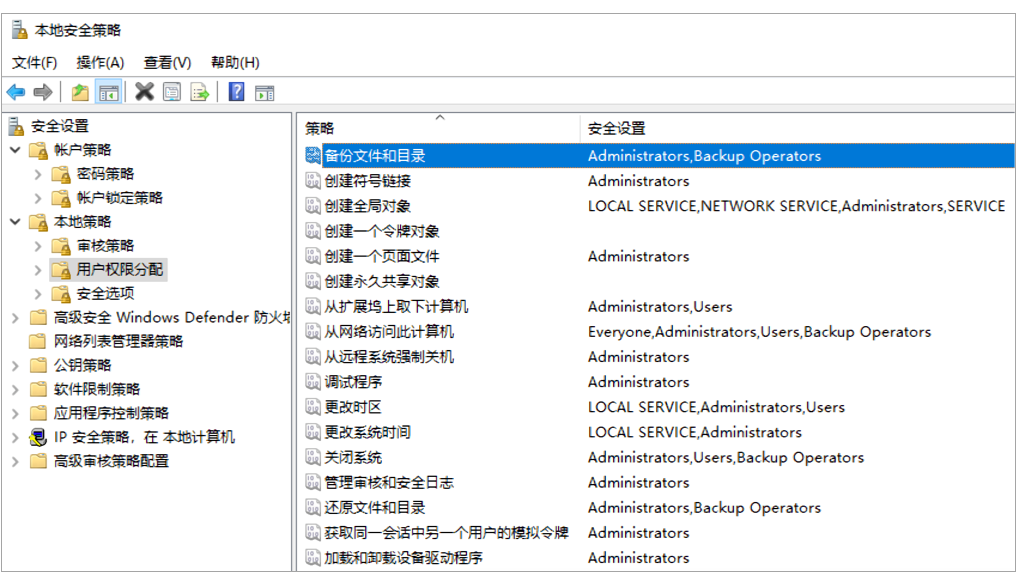 本地安全策略
文件(F) 操作(A) 查看(V) 帮助(H)
安全设置
帐户策略
密码策略
帐户锁定策略
本地策略
审核策略
用户权限分配
安全选项
高级安全 Windows Defender 防火
网络列表管理器策略
公钥策略
软件限制策略
应用程序控制策略
IP 安全策略，在 本地计算机
高级审核策略配置
策略 安全设置
备份文件和目录 Administrators,Backup Operators
创建符号链接 Administrators
创建全局对象 LOCAL SERVICE,NETWORK SERVICE,Administrators,SERVICE
创建一个令牌对象
创建一个页面文件 Administrators
创建永久共享对象
从扩展坞上取下计算机 Administrators,Users
从网络访问此计算机 Everyone,Administrators,Users,Backup Operators
从远程系统强制关机 Administrators
调试程序 Administrators
更改时区 LOCAL SERVICE,Administrators,Users
更改系统时间 LOCAL SERVICE,Administrators
关闭系统 Administrators,Users,Backup Operators
管理审核和安全日志 Administrators
还原文件和目录 Administrators,Backup Operators
获取同一会话中另一个用户的模拟令牌 Administrators
加载和卸载设备驱动程序 Administrators